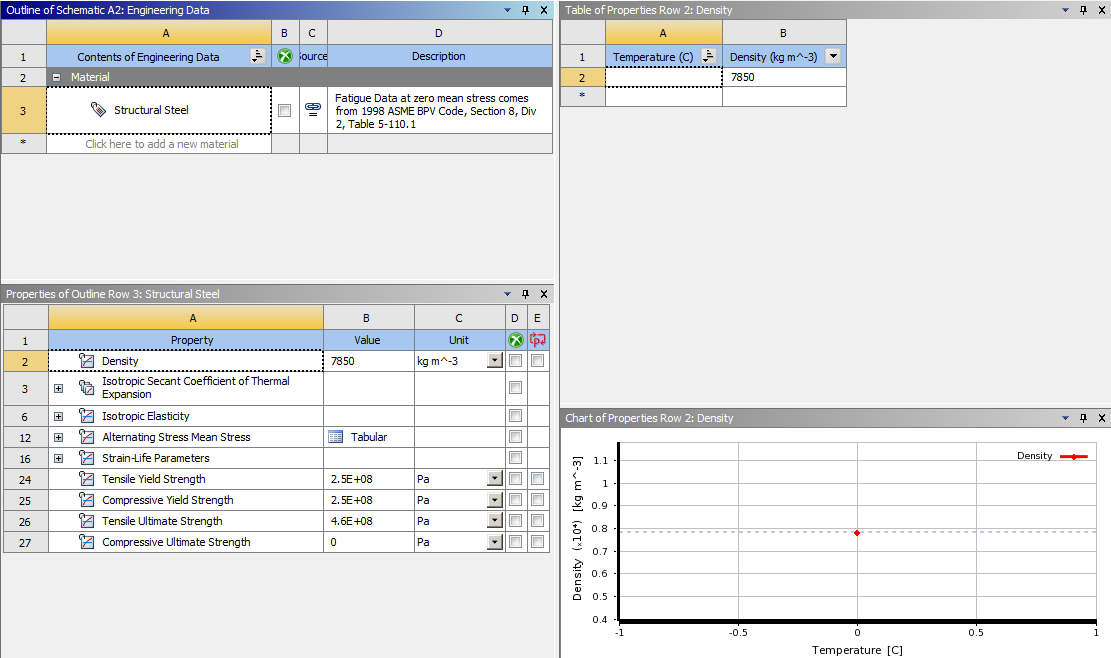 Outline of Schematic A2: Engineering Data
A B C D
1 Contents of Engineering Data Source Description
2 Material
3 Structural Steel Fatigue Data at zero mean stress comes
from 1998 ASME BPV Code, Section 8, Div
2, Table 5-110.1
* Click here to add a new material
Properties of Outline Row 3: Structural Steel
A B C D E
1 Property Value Unit
2 Density 7850 kg m^-3
3 Isotropic Secant Coefficient of Thermal
Expansion
6 Isotropic Elasticity
12 Alternating Stress Mean Stress Tabular
16 Strain-Life Parameters
24 Tensile Yield Strength 2.5E+08 Pa
25 Compressive Yield Strength 2.5E+08 Pa
26 Tensile Ultimate Strength 4.6E+08 Pa
27 Compressive Ultimate Strength 0 Pa
Table of Properties Row 2: Density
A B
1 Temperature (C) Density (kg m^-3)
2 7850
*
Chart of Properties Row 2: Density
Density
1.1
1
0.9
0.8
0.7
0.6
0.5
0.4
Density (ₓ10⁴) [kg m^-3]
-1 -0.5 0 0.5 1
Temperature [C]